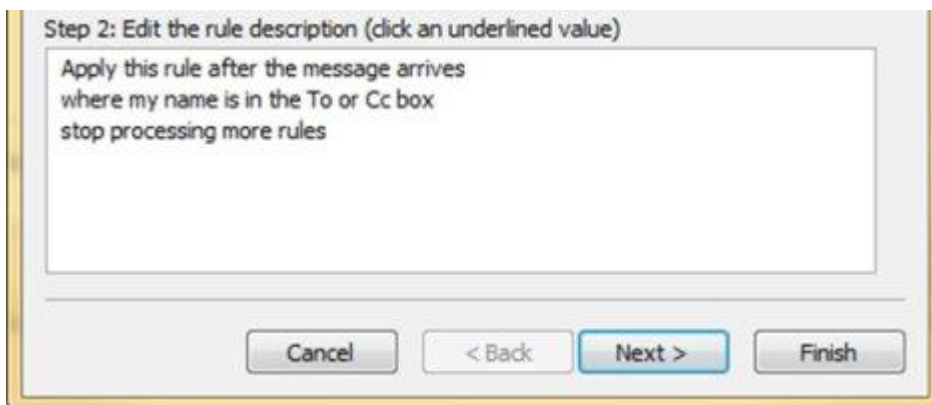 Step 2: Edit the rule description (click an underlined value)
Apply this rule after the message arrives
where my name is in the To or Cc box
stop processing more rules
Cancel
< Back
Next >
Finish